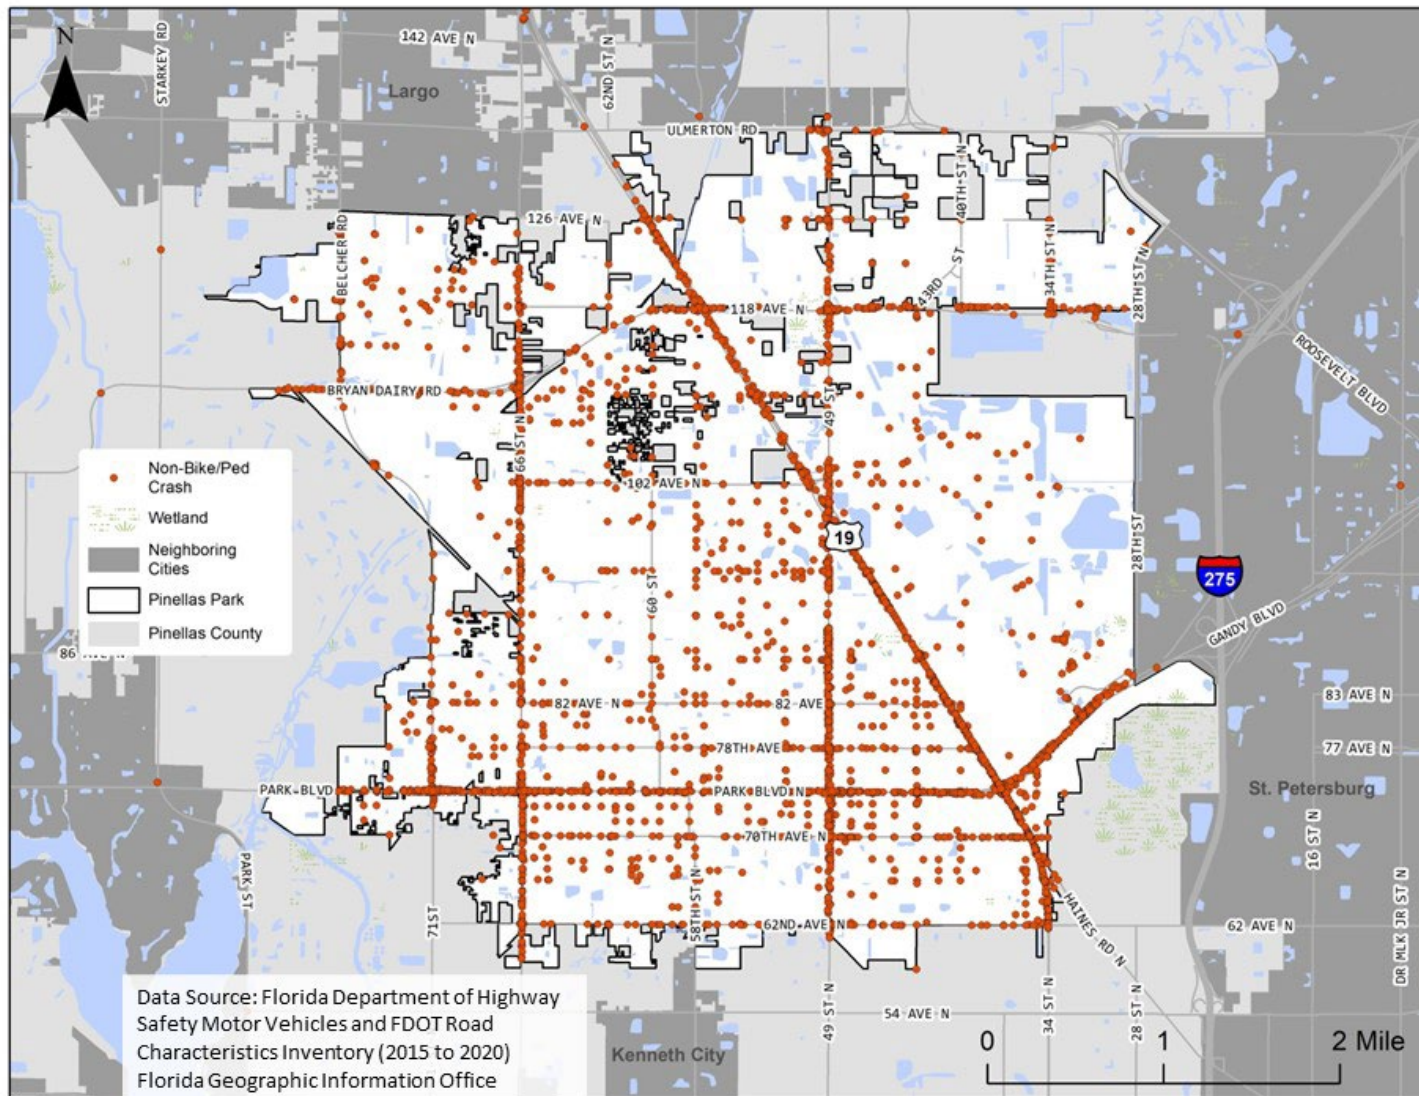 N
STARKEY RD
142 AVE N
62ND ST N
Largo
ULMERTON RD
40TH ST N
126 AVE N
BELCHER RD
34TH ST N
28TH ST N
43RD ST
118 AVE N
ROOSEVELT BLVD
BRYAN DAIRY RD
49 ST
66 ST N
Non-Bike/Ped
Crash
Wetland
Neighboring
Cities
Pinellas Park
Pinellas County
102 AVE N
19
28TH ST
275
60 ST
GANDY BLVD
86 AVE N
82 AVE N
82 AVE
83 AVE N
78TH AVE
77 AVE N
PARK BLVD
PARK BLVD N
St. Petersburg
70TH AVE N
16 ST N
PARK ST
58TH ST N
71ST
62ND AVE N
HAINES RD N
62 AVE N
DR MLK JR ST N
49 ST N
54 AVE N
34 ST N
28 ST N
Data Source: Florida Department of Highway
Safety Motor Vehicles and FDOT Road
Characteristics Inventory (2015 to 2020)
Florida Geographic Information Office
Kenneth City
0 1 2 Mile